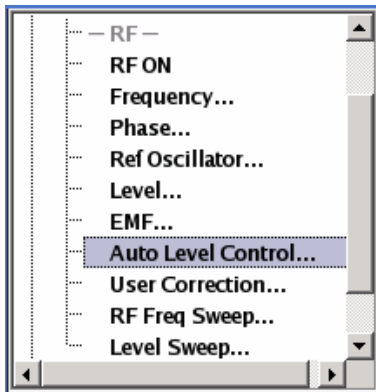 — RF —
RF ON
Frequency...
Phase...
Ref Oscillator...
Level...
EMF...
Auto Level Control...
User Correction...
RF Freq Sweep...
Level Sweep...